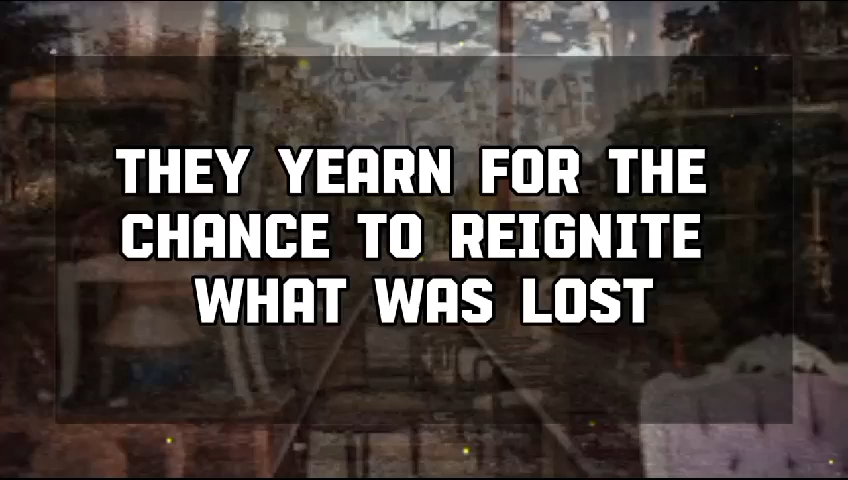 THEY YEARN FOR THE
CHANCE TO REIGNITE
WHAT WAS LOST